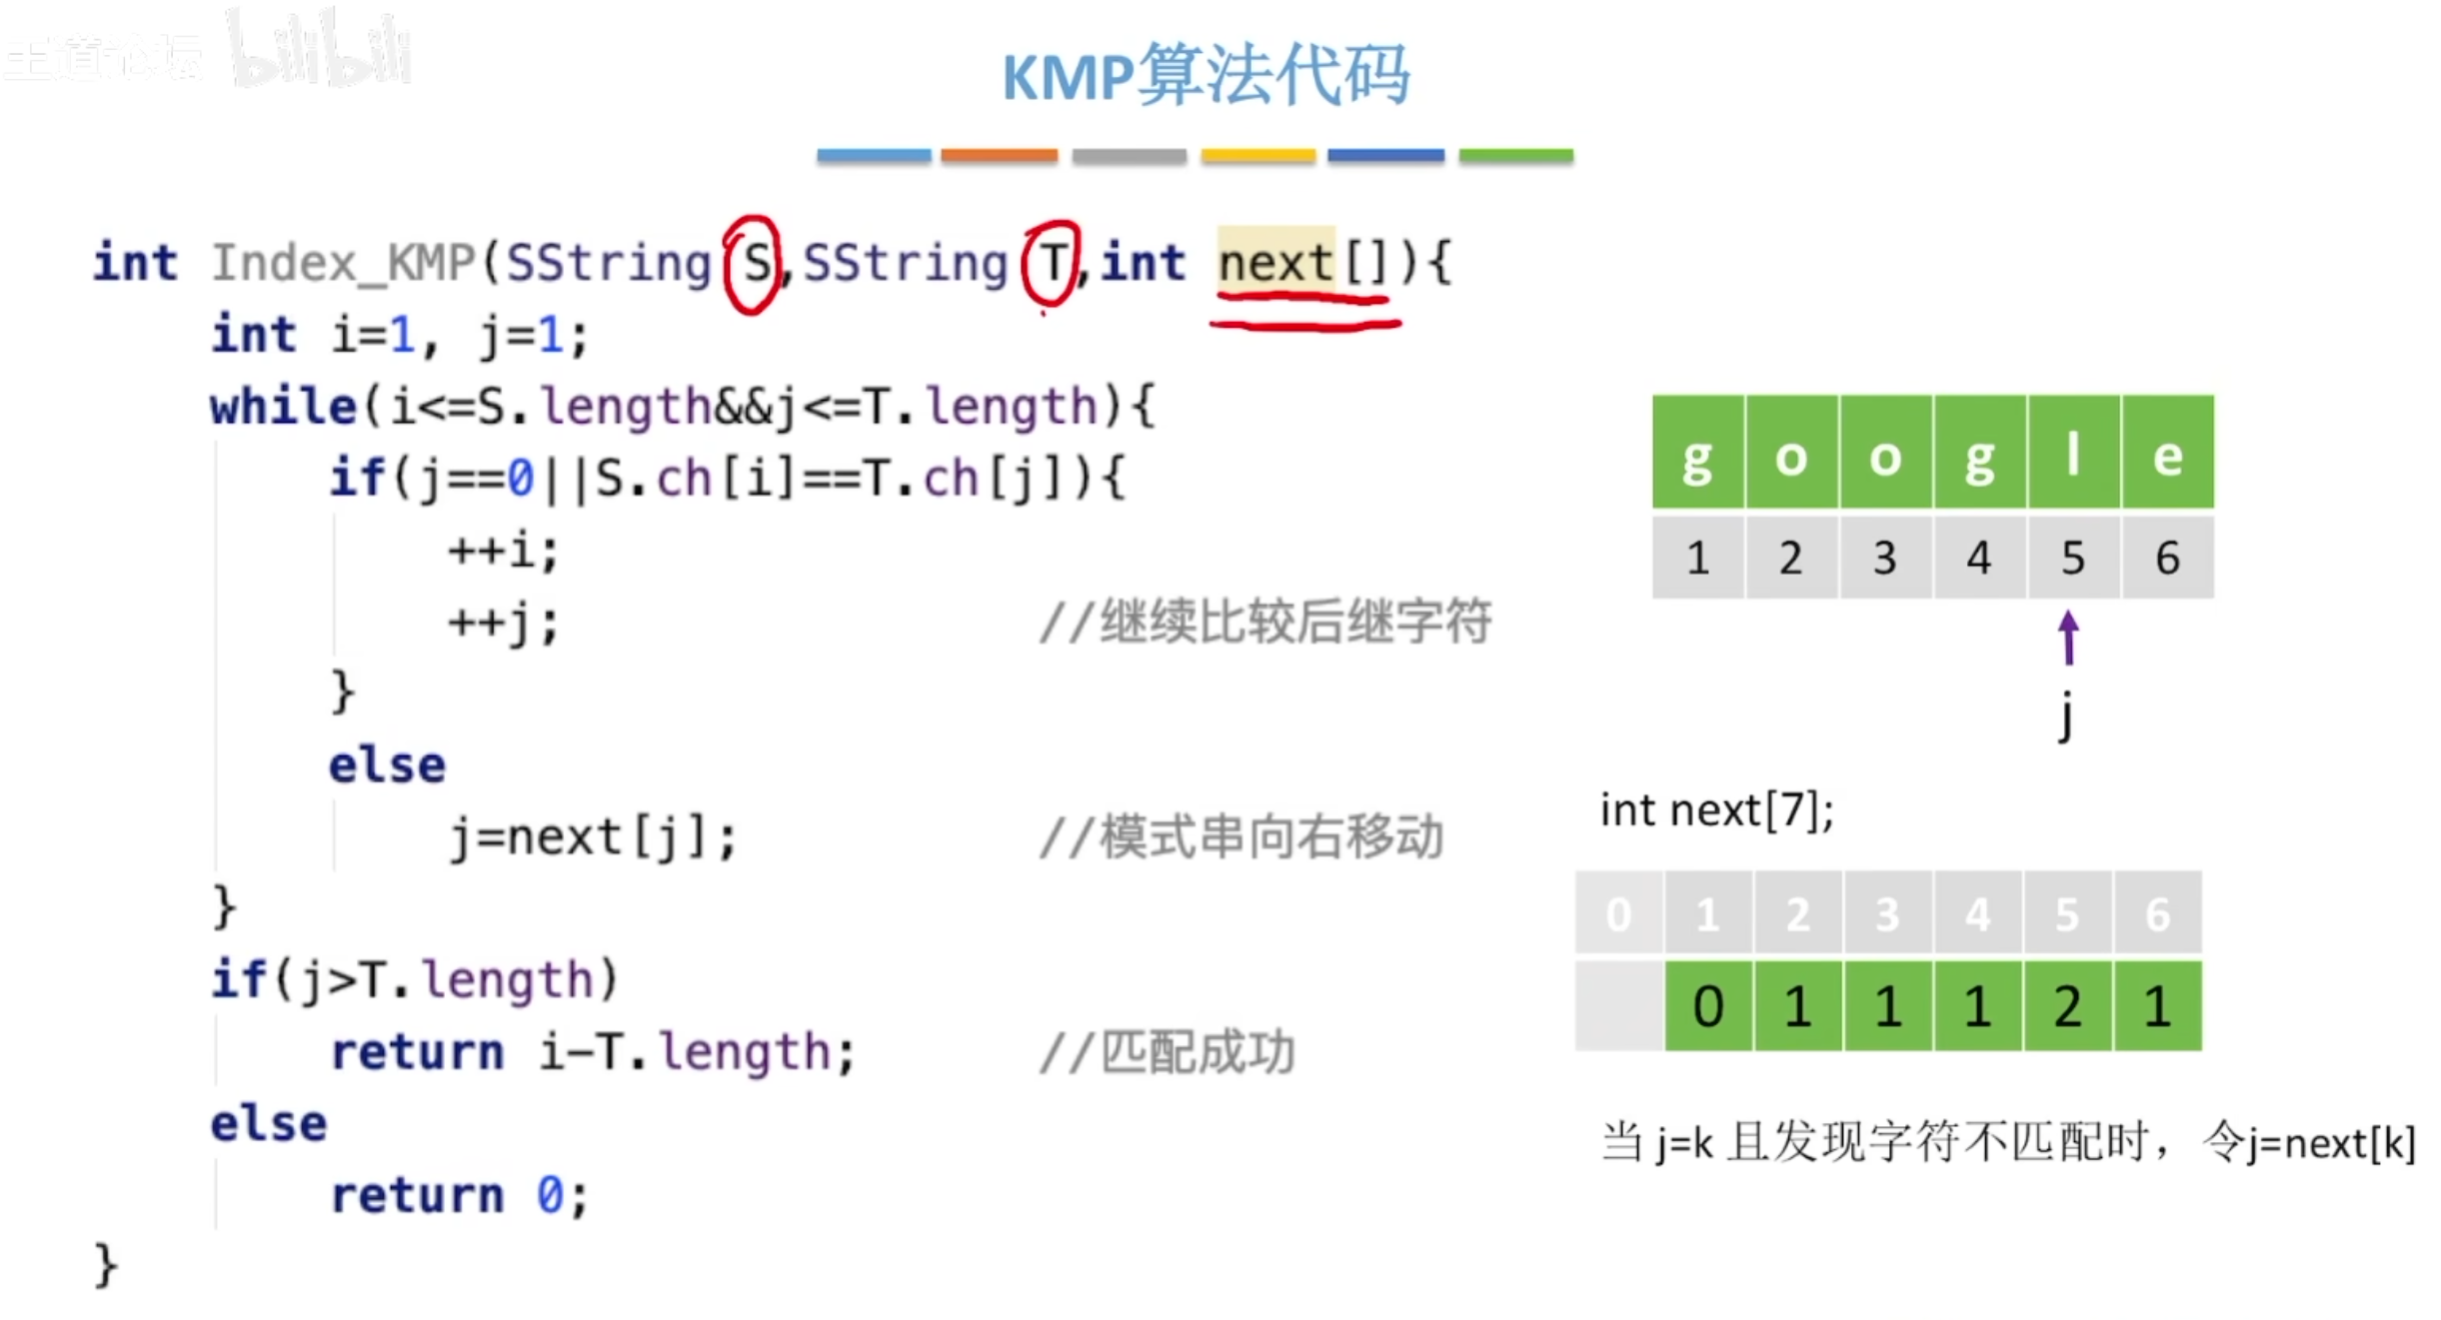 王道论坛 bilibili
KMP算法代码
int Index_KMP(SString S,SString T,int next[]){
int i=1, j=1;
while(i<=S.length&&j<=T.length){
if(j==0||S.ch[i]==T.ch[j]){
++i;
++j; //继续比较后继字符
}
else
j=next[j]; //模式串向右移动
}
if(j>T.length)
return i-T.length; //匹配成功
else
return 0;
}
g o o g l e
1 2 3 4 5 6
j
int next[7];
0 1 2 3 4 5 6
0 1 1 1 2 1
当 j=k 且发现字符不匹配时，令j=next[k]